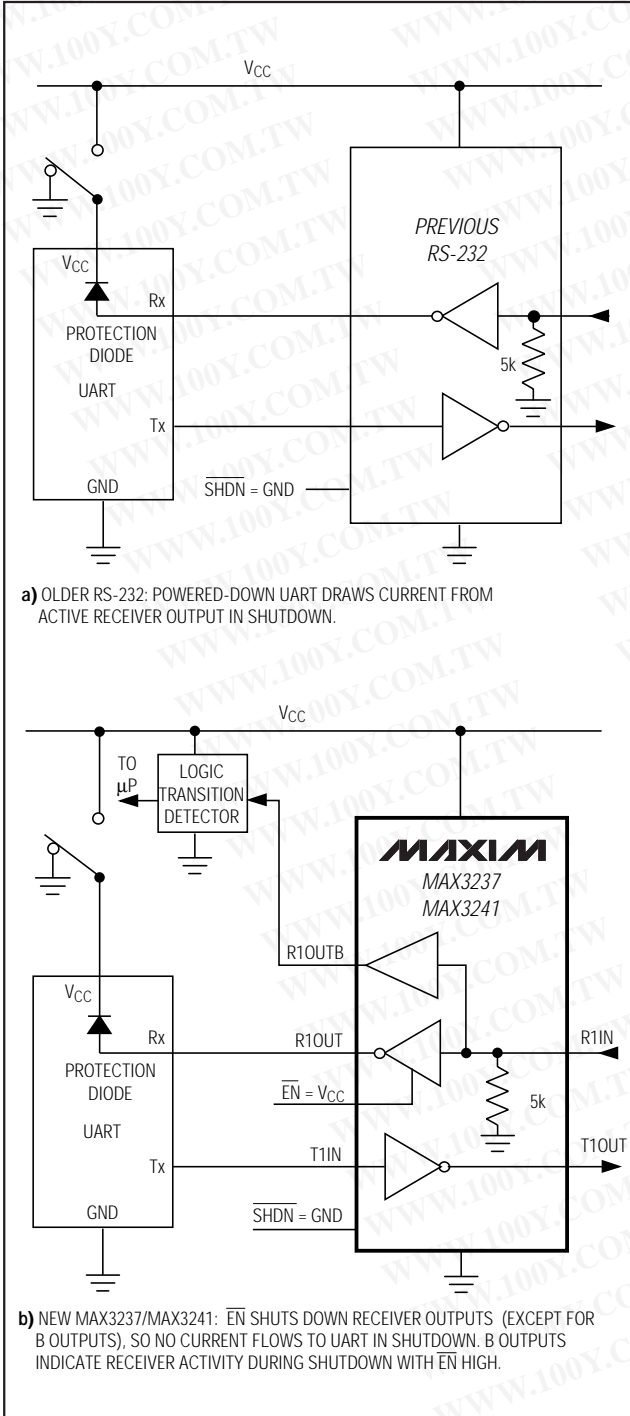 VCC
VCC
Rx
PROTECTION
DIODE
UART
Tx
GND
PREVIOUS
RS-232
5k
SHDN = GND
a) OLDER RS-232: POWERED-DOWN UART DRAWS CURRENT FROM
ACTIVE RECEIVER OUTPUT IN SHUTDOWN.
VCC
TO
μP
LOGIC
TRANSITION
DETECTOR
MAXIM
MAX3237
MAX3241
R1OUTB
VCC
Rx
R1OUT
R1IN
PROTECTION
DIODE
EN = VCC
5k
UART
Tx
T1IN
T1OUT
GND
SHDN = GND
b) NEW MAX3237/MAX3241: EN SHUTS DOWN RECEIVER OUTPUTS (EXCEPT FOR
B OUTPUTS), SO NO CURRENT FLOWS TO UART IN SHUTDOWN. B OUTPUTS
INDICATE RECEIVER ACTIVITY DURING SHUTDOWN WITH EN HIGH.
WWW.100Y.COM.TW